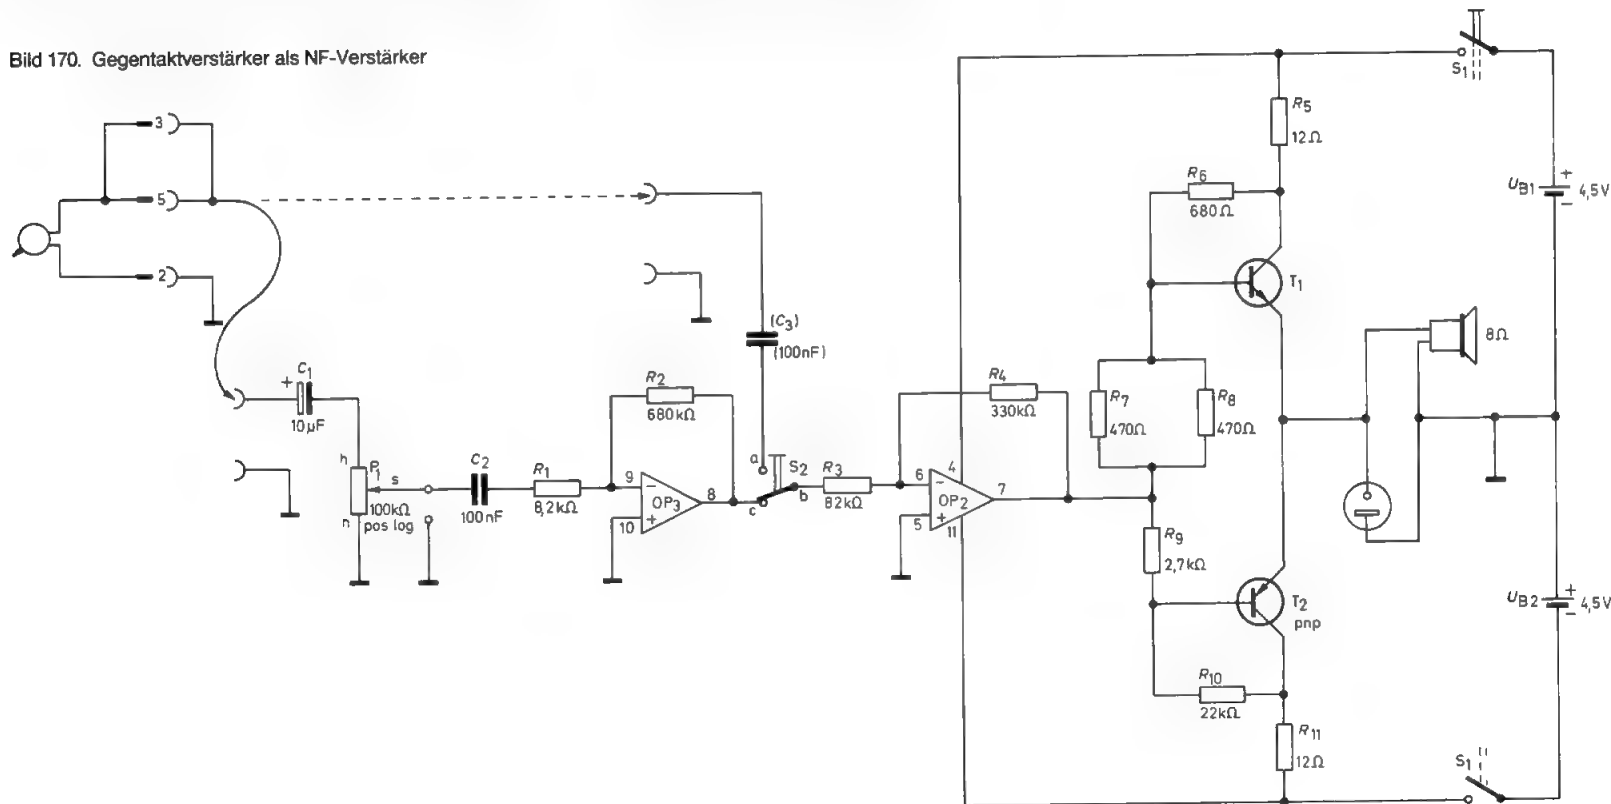 Bild 170. Gegentaktverstärker als NF-Verstärker
3
5
2
C1
+
10µF
h
P1
s
100kΩ
n
pos log
C2
100nF
R1
8,2kΩ
R2
680kΩ
9
−
8
OP3
10
+
(C3)
(100nF)
a
S2
b
c
R3
82kΩ
R4
330kΩ
6
−
4
OP2
7
5
+
11
R5
12Ω
R6
680Ω
T1
R7
470Ω
R8
470Ω
R9
2,7kΩ
T2
pnp
R10
22kΩ
R11
12Ω
8Ω
S1
UB1
+
−
4,5V
UB2
+
−
4,5V
S1